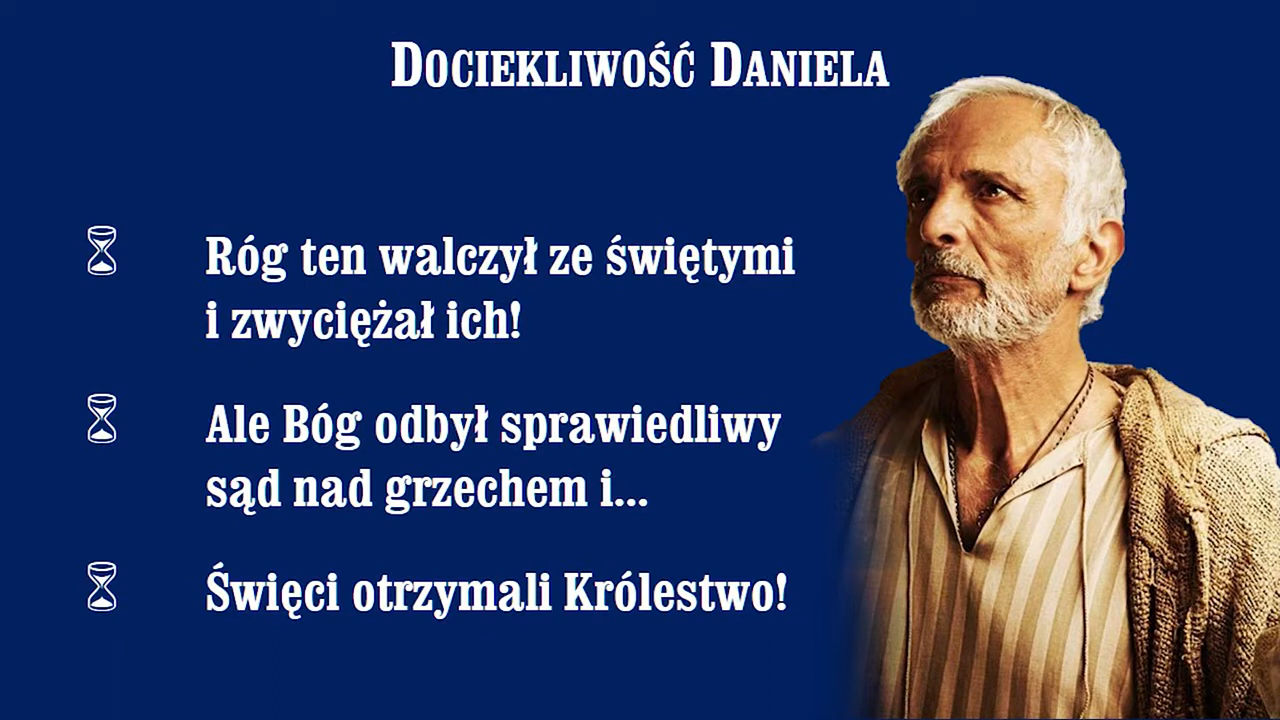 Dociekliwość Daniela
Róg ten walczył ze świętymi
i zwyciężał ich!
Ale Bóg odbył sprawiedliwy
sąd nad grzechem i...
Święci otrzymali Królestwo!